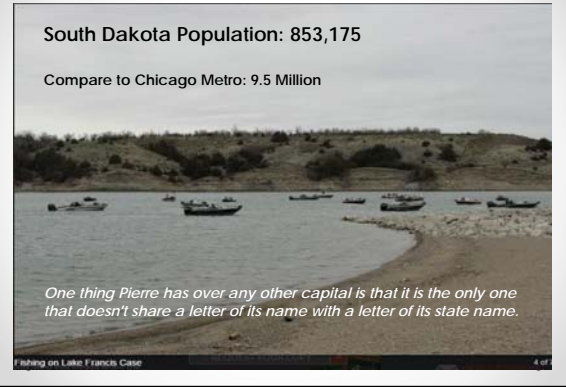 South Dakota Population: 853,175
Compare to Chicago Metro: 9.5 Million
One thing Pierre has over any other capital is that it is the only one
that doesn't share a letter of its name with a letter of its state name.
Fishing on Lake Francis Case
4 of